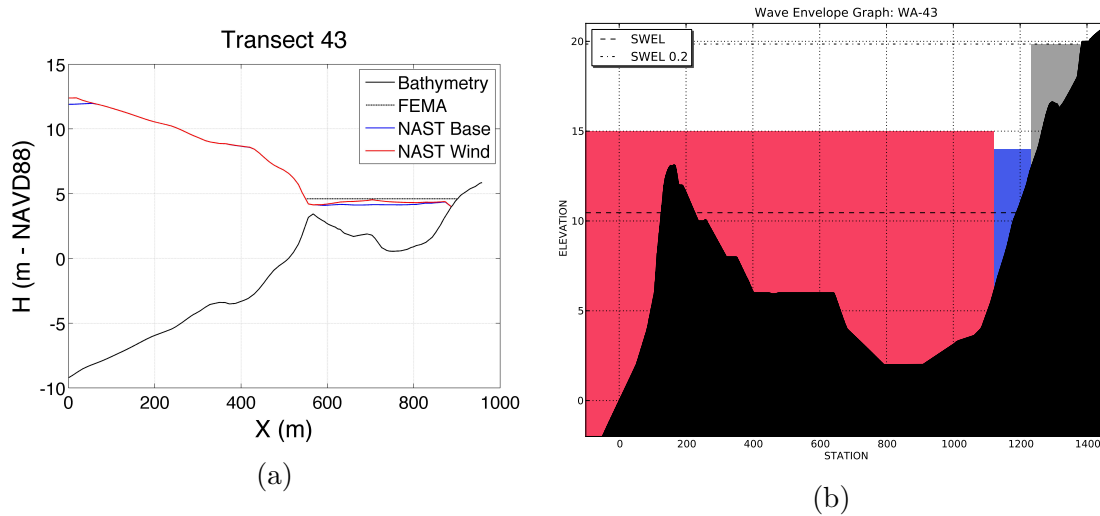 Transect 43
15
10
5
0
-5
-10
H (m - NAVD88)
Bathymetry
FEMA
NAST Base
NAST Wind
0 200 400 600 800 1000
X (m)
(a)
Wave Envelope Graph: WA-43
SWEL
SWEL 0.2
20
15
10
5
0
ELEVATION
0 200 400 600 800 1000 1200 1400
STATION
(b)